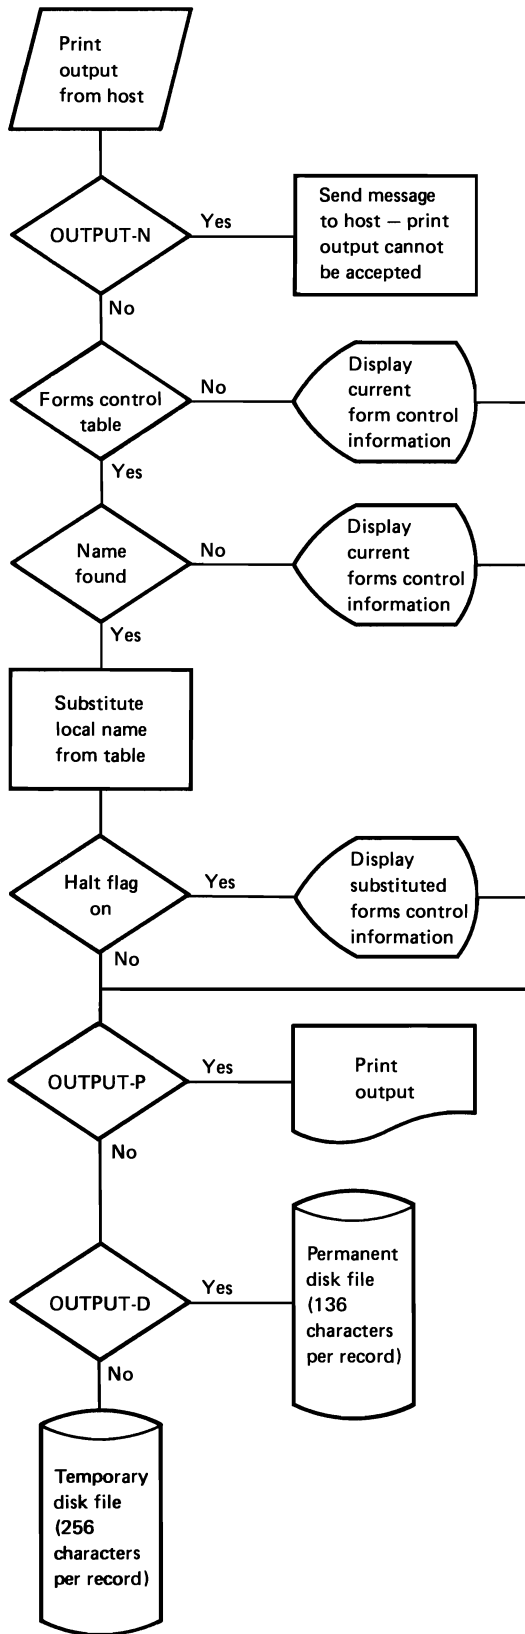 Print
output
from host
OUTPUT-N
Yes
Send message
to host — print
output cannot
be accepted
No
Forms control
table
No
Display
current
form control
information
Yes
Name
found
No
Display
current
forms control
information
Yes
Substitute
local name
from table
Halt flag
on
Yes
Display
substituted
forms control
information
No
OUTPUT-P
Yes
Print
output
No
OUTPUT-D
Yes
Permanent
disk file
(136
characters
per record)
No
Temporary
disk file
(256
characters
per record)